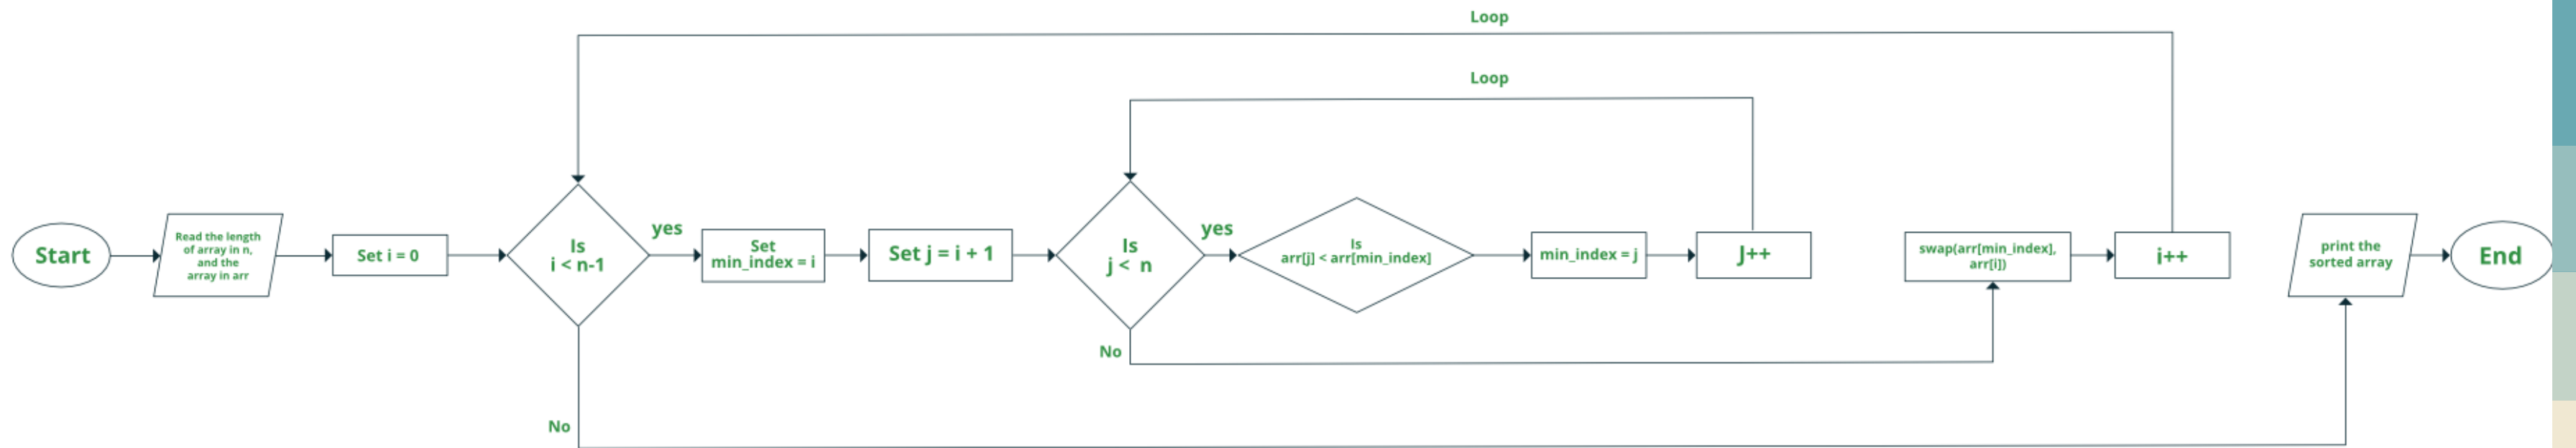 Loop
Loop
Start
Read the length
of array in n,
and the
array in arr
Set i = 0
Is
i < n-1
yes
Set
min_index = i
Set j = i + 1
Is
j < n
yes
Is
arr[j] < arr[min_index]
min_index = j
J++
swap(arr[min_index],
arr[i])
i++
print the
sorted array
End
No
No